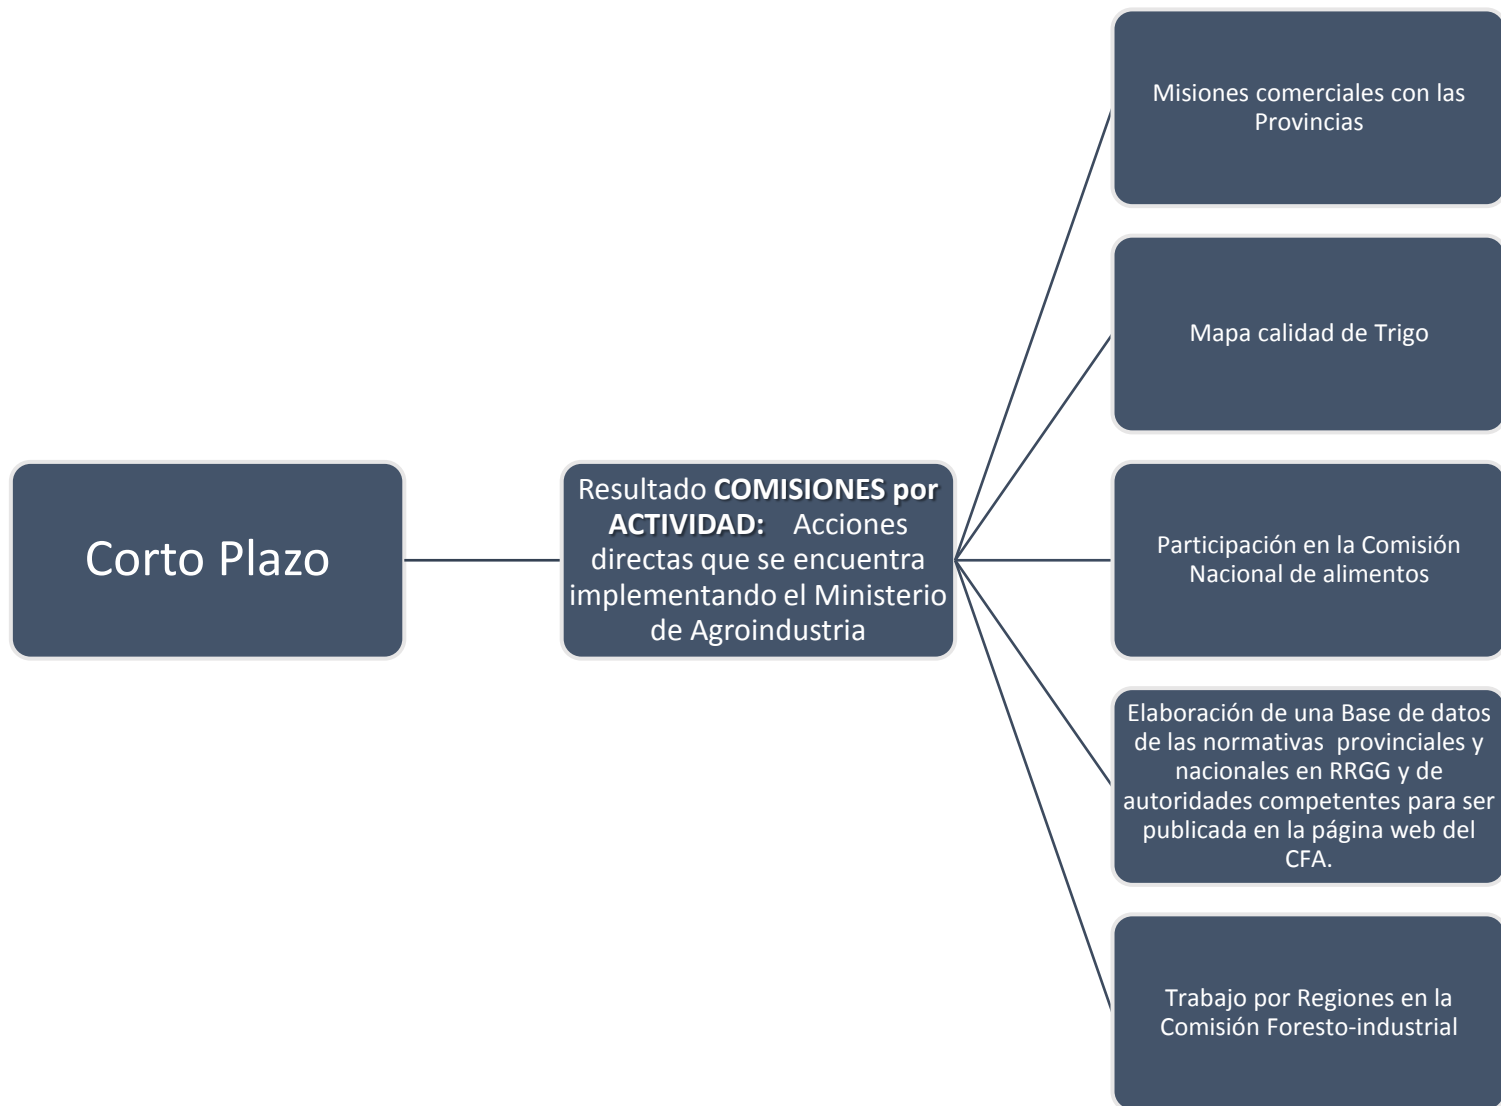 Corto Plazo
Resultado COMISIONES por
ACTIVIDAD: Acciones
directas que se encuentra
implementando el Ministerio
de Agroindustria
Misiones comerciales con las
Provincias
Mapa calidad de Trigo
Participación en la Comisión
Nacional de alimentos
Elaboración de una Base de datos
de las normativas provinciales y
nacionales en RRGG y de
autoridades competentes para ser
publicada en la página web del
CFA.
Trabajo por Regiones en la
Comisión Foresto-industrial